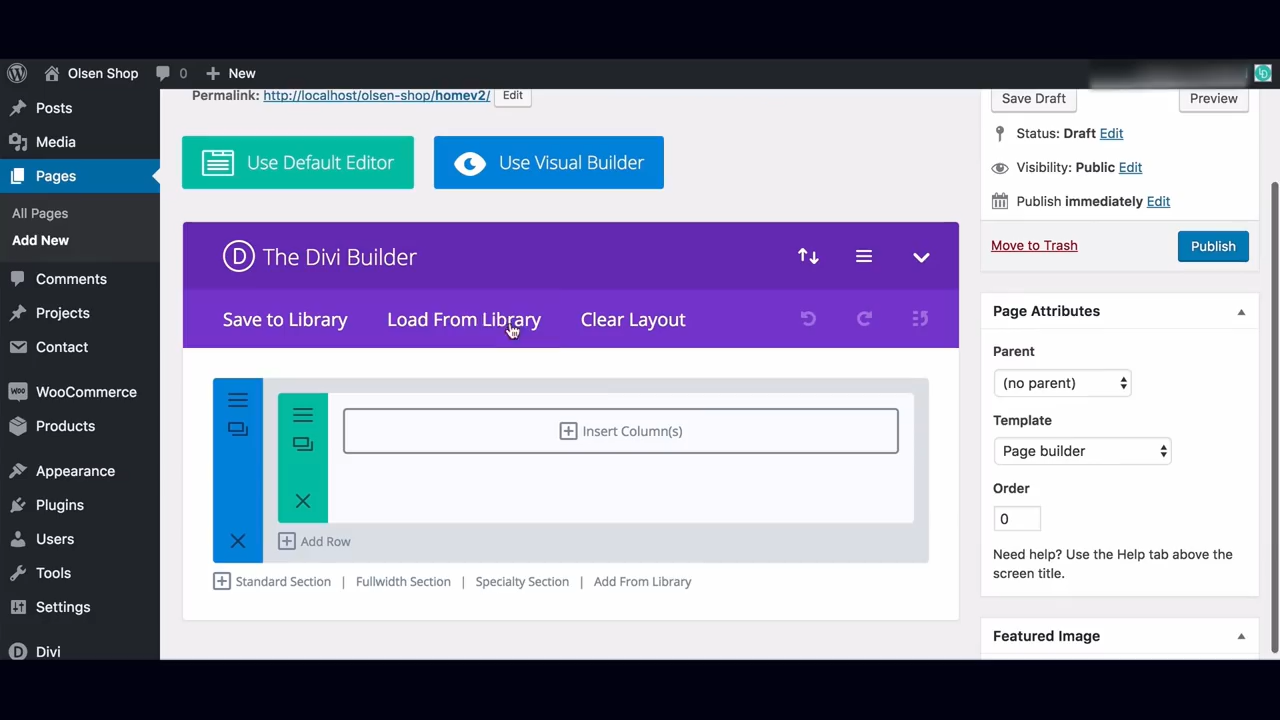 Olsen Shop 0 New
Posts
Media
Pages
All Pages
Add New
Comments
Projects
Contact
WooCommerce
Products
Appearance
Plugins
Users
Tools
Settings
Divi
Permalink: http://localhost/olsen-shop/homev2/ Edit
Use Default Editor Use Visual Builder
D The Divi Builder
Save to Library Load From Library Clear Layout
Insert Column(s)
Add Row
Standard Section | Fullwidth Section | Specialty Section | Add From Library
Save Draft Preview
Status: Draft Edit
Visibility: Public Edit
Publish immediately Edit
Move to Trash Publish
Page Attributes
Parent
(no parent)
Template
Page builder
Order
0
Need help? Use the Help tab above the
screen title.
Featured Image